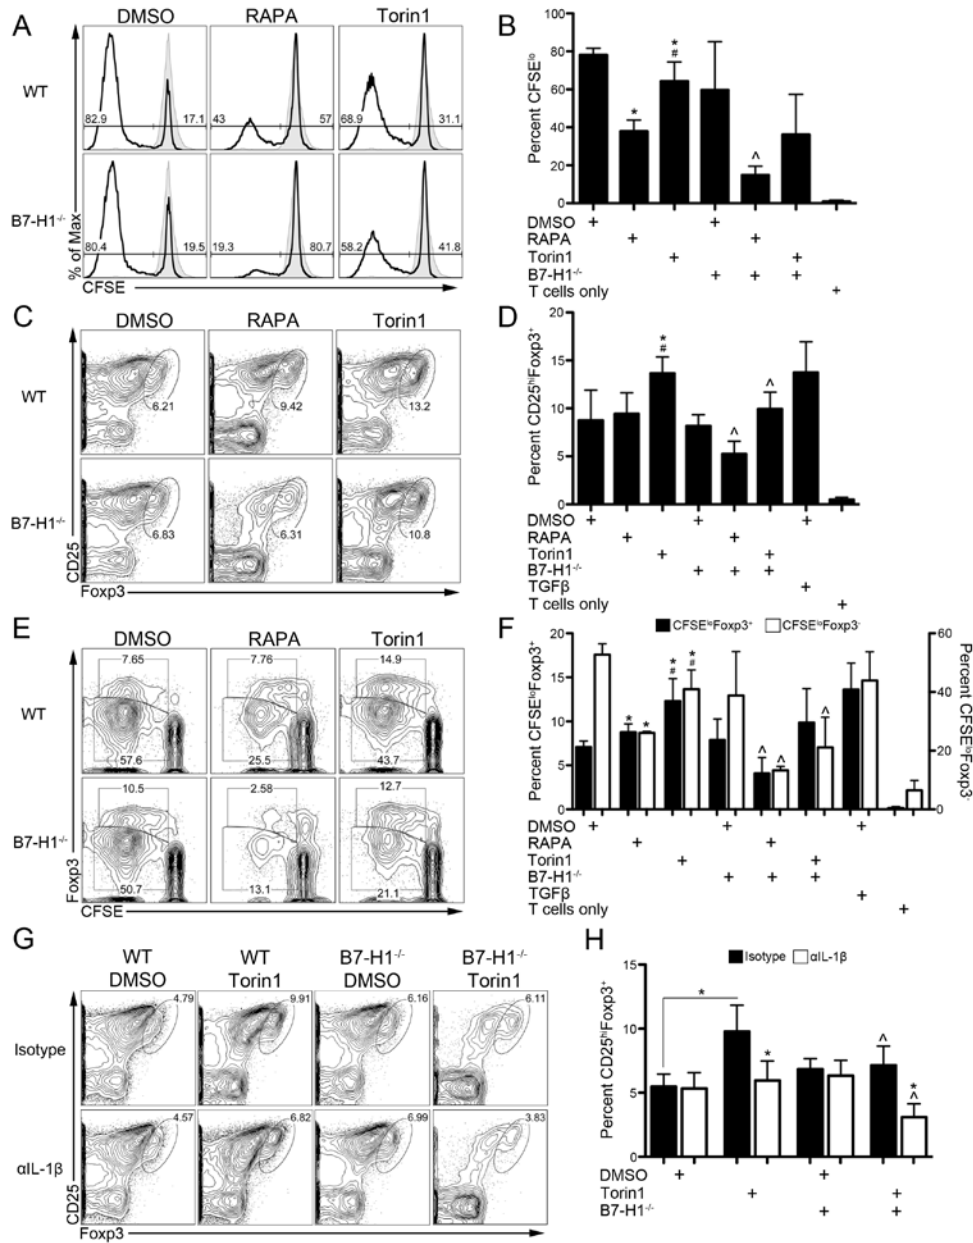 A
DMSO RAPA Torin1
WT
82.9 17.1 43 57 68.9 31.1
B7-H1-/-
80.4 19.5 19.3 80.7 58.2 41.8
% of Max
CFSE
B
Percent CFSElo
100
80
60
40
20
0
* * # ^
DMSO +  +
RAPA + +
Torin1 + +
B7-H1-/- + + +
T cells only +
C
DMSO RAPA Torin1
WT
6.21 9.42 13.2
B7-H1-/-
6.83 6.31 10.8
CD25
Foxp3
D
Percent CD25hiFoxp3+
20
15
10
5
0
* # ^ ^
DMSO + + +
RAPA + +
Torin1 + +
B7-H1-/- + + +
TGFβ +
T cells only +
E
DMSO RAPA Torin1
WT
7.65 7.76 14.9
57.6 25.5 43.7
B7-H1-/-
10.5 2.58 12.7
50.7 13.1 21.1
Foxp3
CFSE
F
CFSEloFoxp3+ CFSEloFoxp3-
Percent CFSEloFoxp3+
20
15
10
5
0
* * * # * # ^ ^ ^
60
40
20
0
Percent CFSEloFoxp3-
DMSO + + +
RAPA + +
Torin1 + +
B7-H1-/- + + +
TGFβ +
T cells only +
G
WT WT B7-H1-/- B7-H1-/-
DMSO Torin1 DMSO Torin1
Isotype
4.79 9.91 6.16 6.11
αIL-1β
4.57 6.82 6.99 3.83
CD25
Foxp3
H
Isotype αIL-1β
Percent CD25hiFoxp3+
15
10
5
0
* * ^ * ^
DMSO + +
Torin1 + +
B7-H1-/- + +